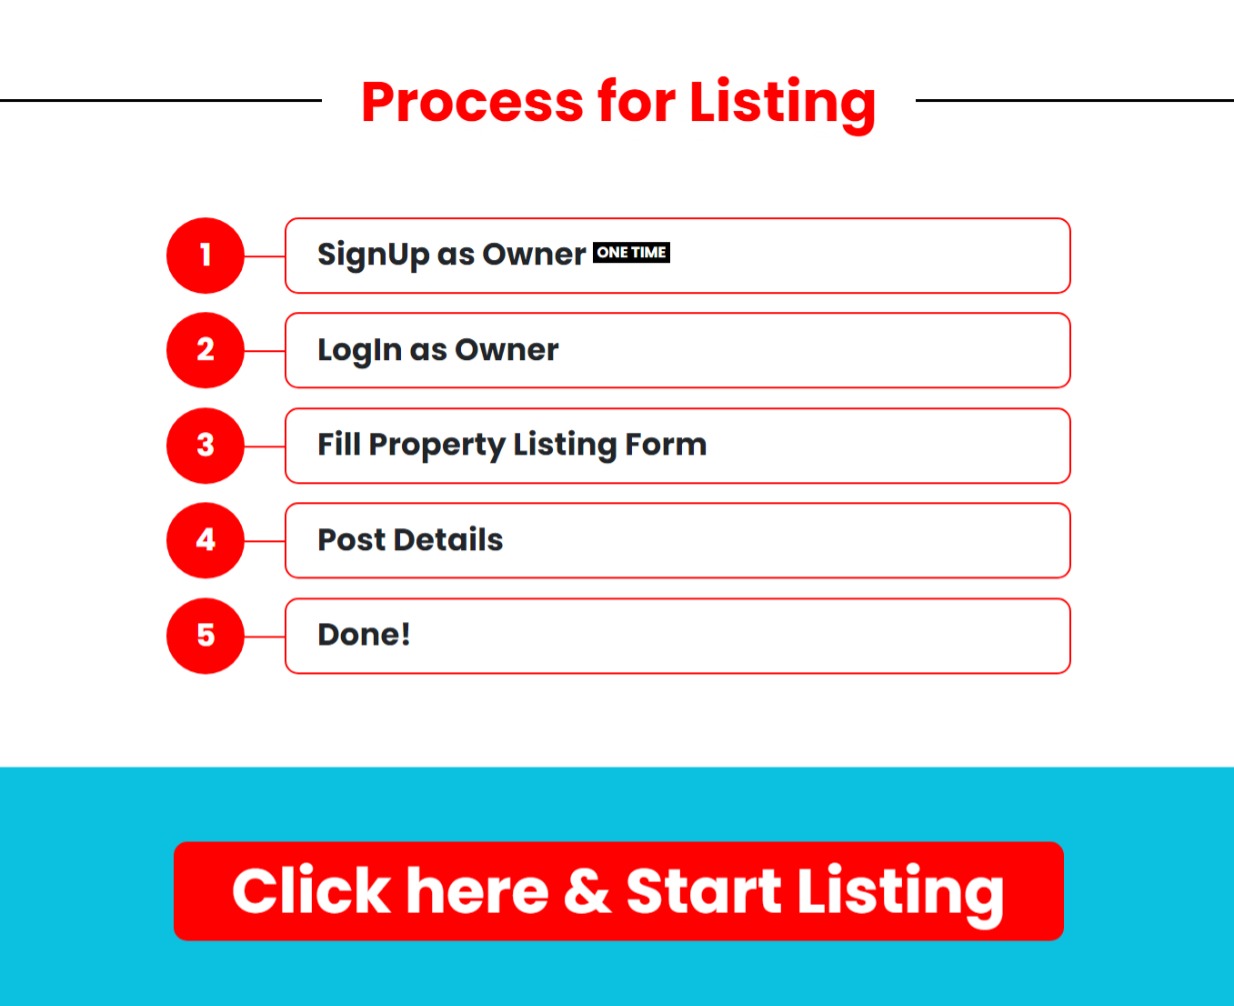 Process for Listing
1 SignUp as Owner ONE TIME
2 LogIn as Owner
3 Fill Property Listing Form
4 Post Details
5 Done!
Click here & Start Listing